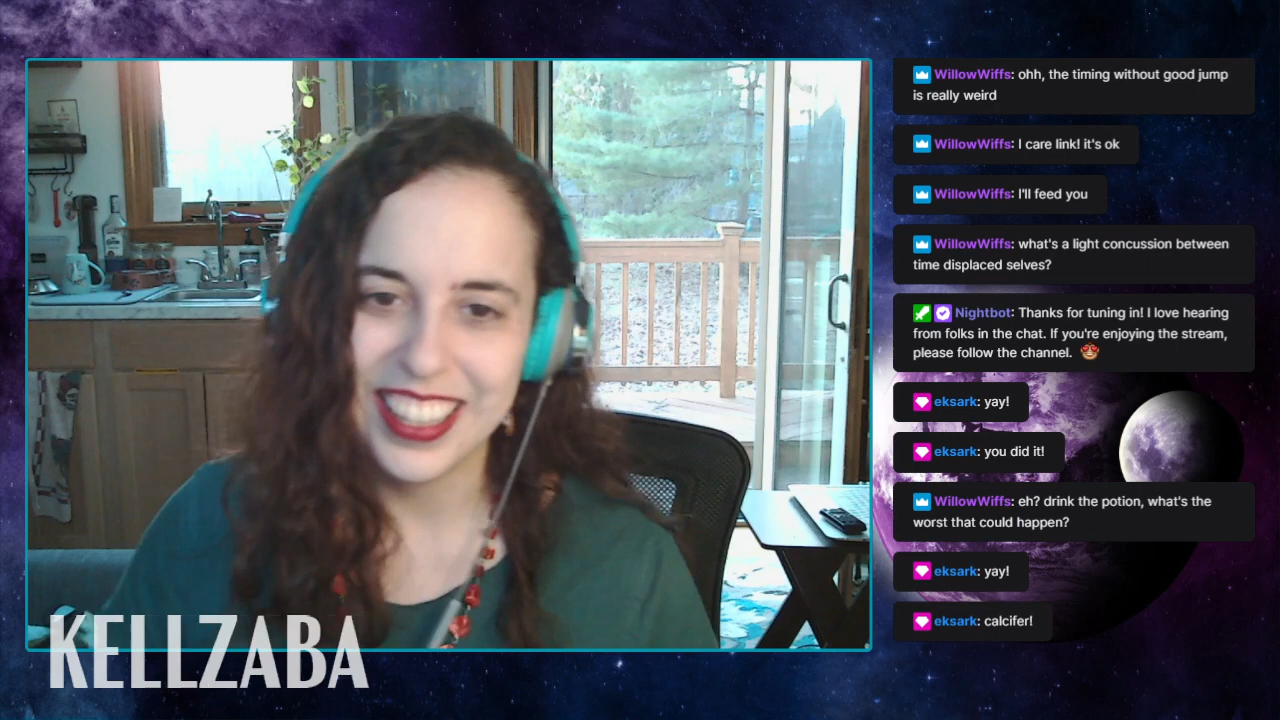 WillowWiffs: ohh, the timing without good jump
is really weird
WillowWiffs: I care link! it's ok
WillowWiffs: I'll feed you
WillowWiffs: what's a light concussion between
time displaced selves?
Nightbot: Thanks for tuning in! I love hearing
from folks in the chat. If you're enjoying the stream,
please follow the channel.
eksark: yay!
eksark: you did it!
WillowWiffs: eh? drink the potion, what's the
worst that could happen?
eksark: yay!
eksark: calcifer!
KELLZABA